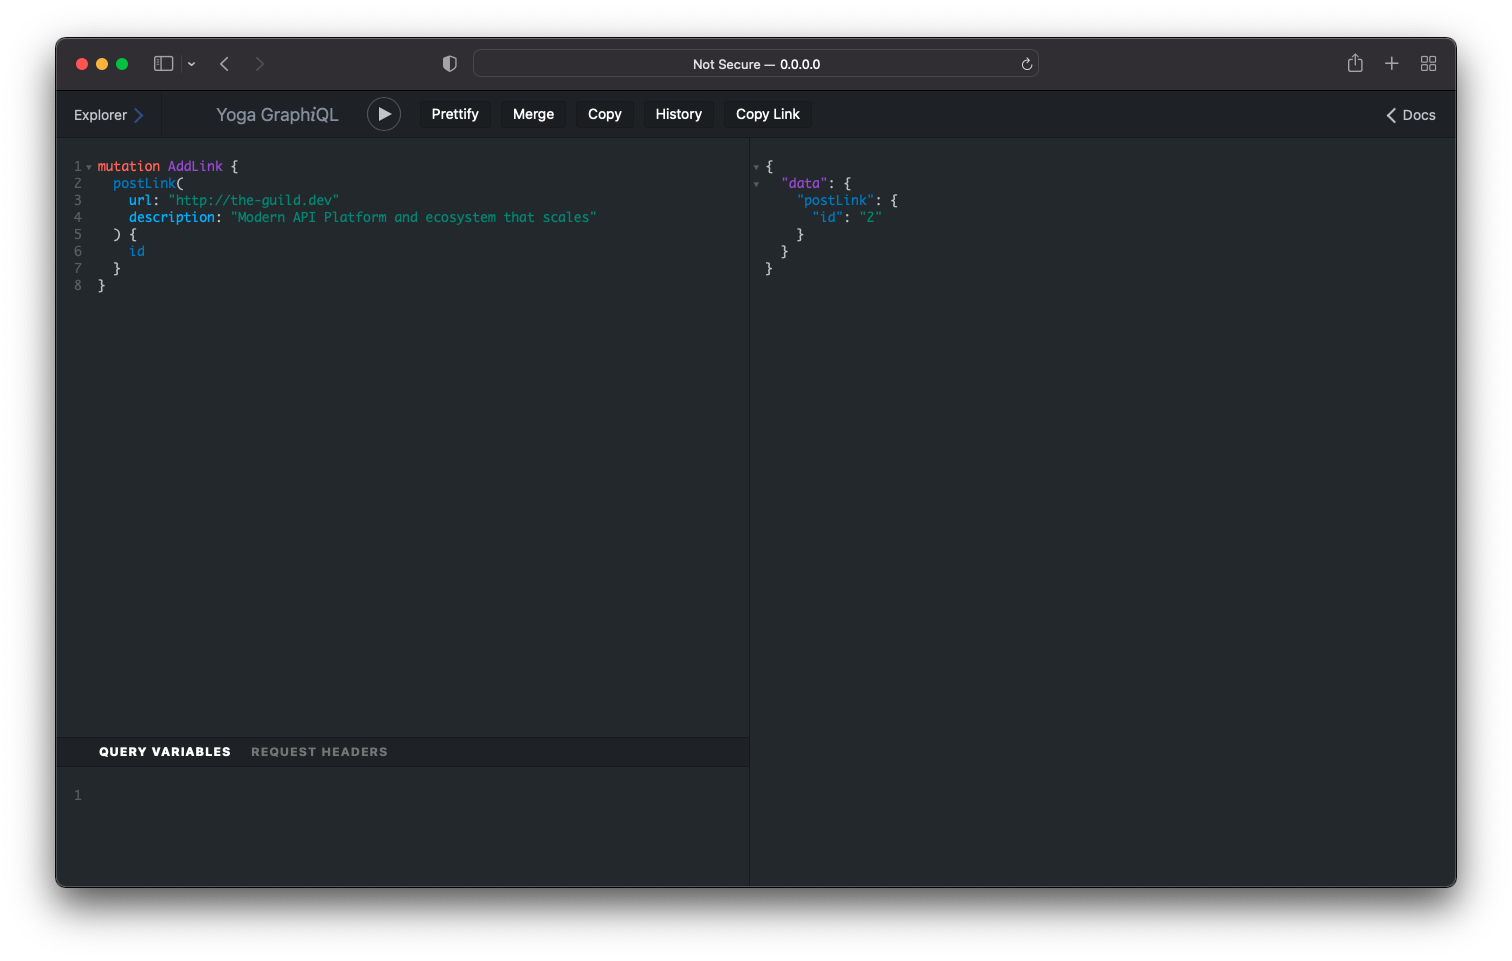 Not Secure — 0.0.0.0
Explorer
Yoga GraphiQL
Prettify
Merge
Copy
History
Copy Link
Docs
1 mutation AddLink {
2   postLink(
3     url: "http://the-guild.dev"
4     description: "Modern API Platform and ecosystem that scales"
5   ) {
6     id
7   }
8 }
{
  "data": {
    "postLink": {
      "id": "2"
    }
  }
}
QUERY VARIABLES
REQUEST HEADERS
1